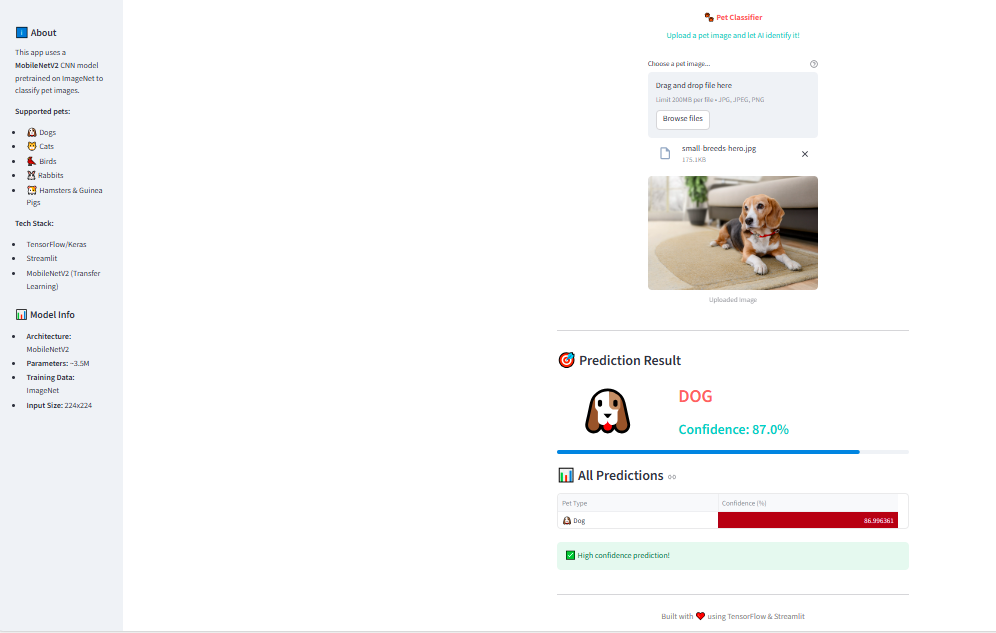 About
This app uses a
MobileNetV2 CNN model
pretrained on ImageNet to
classify pet images.
Supported pets:
Dogs
Cats
Birds
Rabbits
Hamsters & Guinea
Pigs
Tech Stack:
TensorFlow/Keras
Streamlit
MobileNetV2 (Transfer
Learning)
Model Info
Architecture:
MobileNetV2
Parameters: ~3.5M
Training Data:
ImageNet
Input Size: 224x224
Pet Classifier
Upload a pet image and let AI identify it!
Choose a pet image...
Drag and drop file here
Limit 200MB per file • JPG, JPEG, PNG
Browse files
small-breeds-hero.jpg
175.1KB
Uploaded Image
Prediction Result
DOG
Confidence: 87.0%
All Predictions
Pet Type Confidence (%)
Dog 86.996361
High confidence prediction!
Built with ❤ using TensorFlow & Streamlit